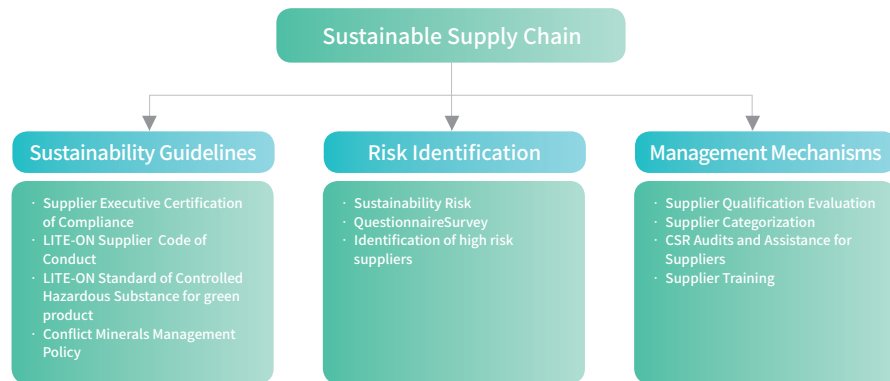 Sustainable Supply Chain
Sustainability Guidelines
· Supplier Executive Certification
of Compliance
· LITE-ON Supplier Code of
Conduct
· LITE-ON Standard of Controlled
Hazardous Substance for green
product
· Conflict Minerals Management
Policy
Risk Identification
· Sustainability Risk
· QuestionnaireSurvey
· Identification of high risk
suppliers
Management Mechanisms
· Supplier Qualification Evaluation
· Supplier Categorization
· CSR Audits and Assistance for
Suppliers
· Supplier Training